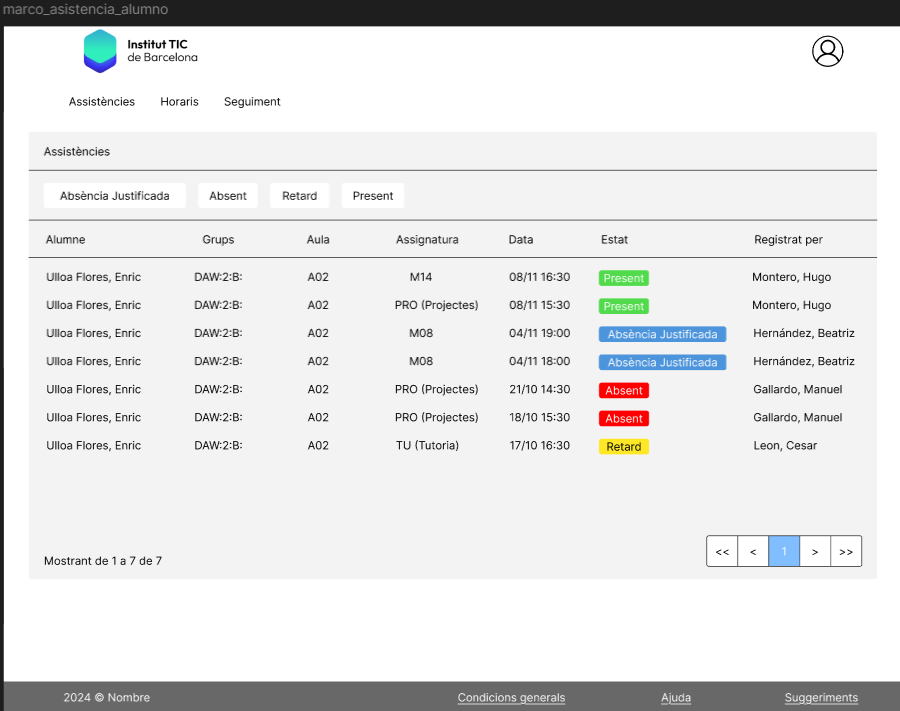 marco_asistencia_alumno
Institut TIC
de Barcelona
Assistències Horaris Seguiment
Assistències
Absència Justificada Absent Retard Present
Alumne Grups Aula Assignatura Data Estat Registrat per
Ulloa Flores, Enric DAW:2:B: A02 M14 08/11 16:30 Present Montero, Hugo
Ulloa Flores, Enric DAW:2:B: A02 PRO (Projectes) 08/11 15:30 Present Montero, Hugo
Ulloa Flores, Enric DAW:2:B: A02 M08 04/11 19:00 Absència Justificada Hernández, Beatriz
Ulloa Flores, Enric DAW:2:B: A02 M08 04/11 18:00 Absència Justificada Hernández, Beatriz
Ulloa Flores, Enric DAW:2:B: A02 PRO (Projectes) 21/10 14:30 Absent Gallardo, Manuel
Ulloa Flores, Enric DAW:2:B: A02 PRO (Projectes) 18/10 15:30 Absent Gallardo, Manuel
Ulloa Flores, Enric DAW:2:B: A02 TU (Tutoria) 17/10 16:30 Retard Leon, Cesar
Mostrant de 1 a 7 de 7 << < 1 > >>
2024 © Nombre Condicions generals Ajuda Suggeriments